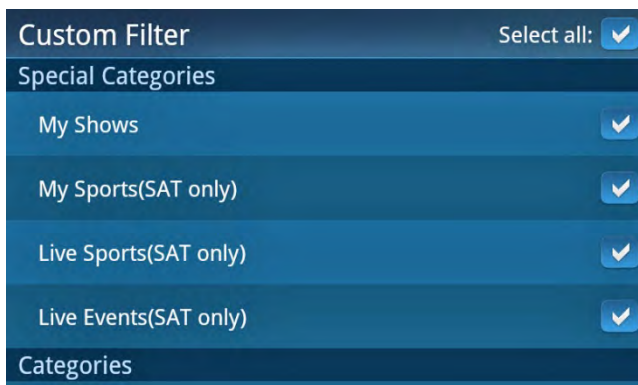 Custom Filter Select all:
Special Categories
My Shows
My Sports(SAT only)
Live Sports(SAT only)
Live Events(SAT only)
Categories